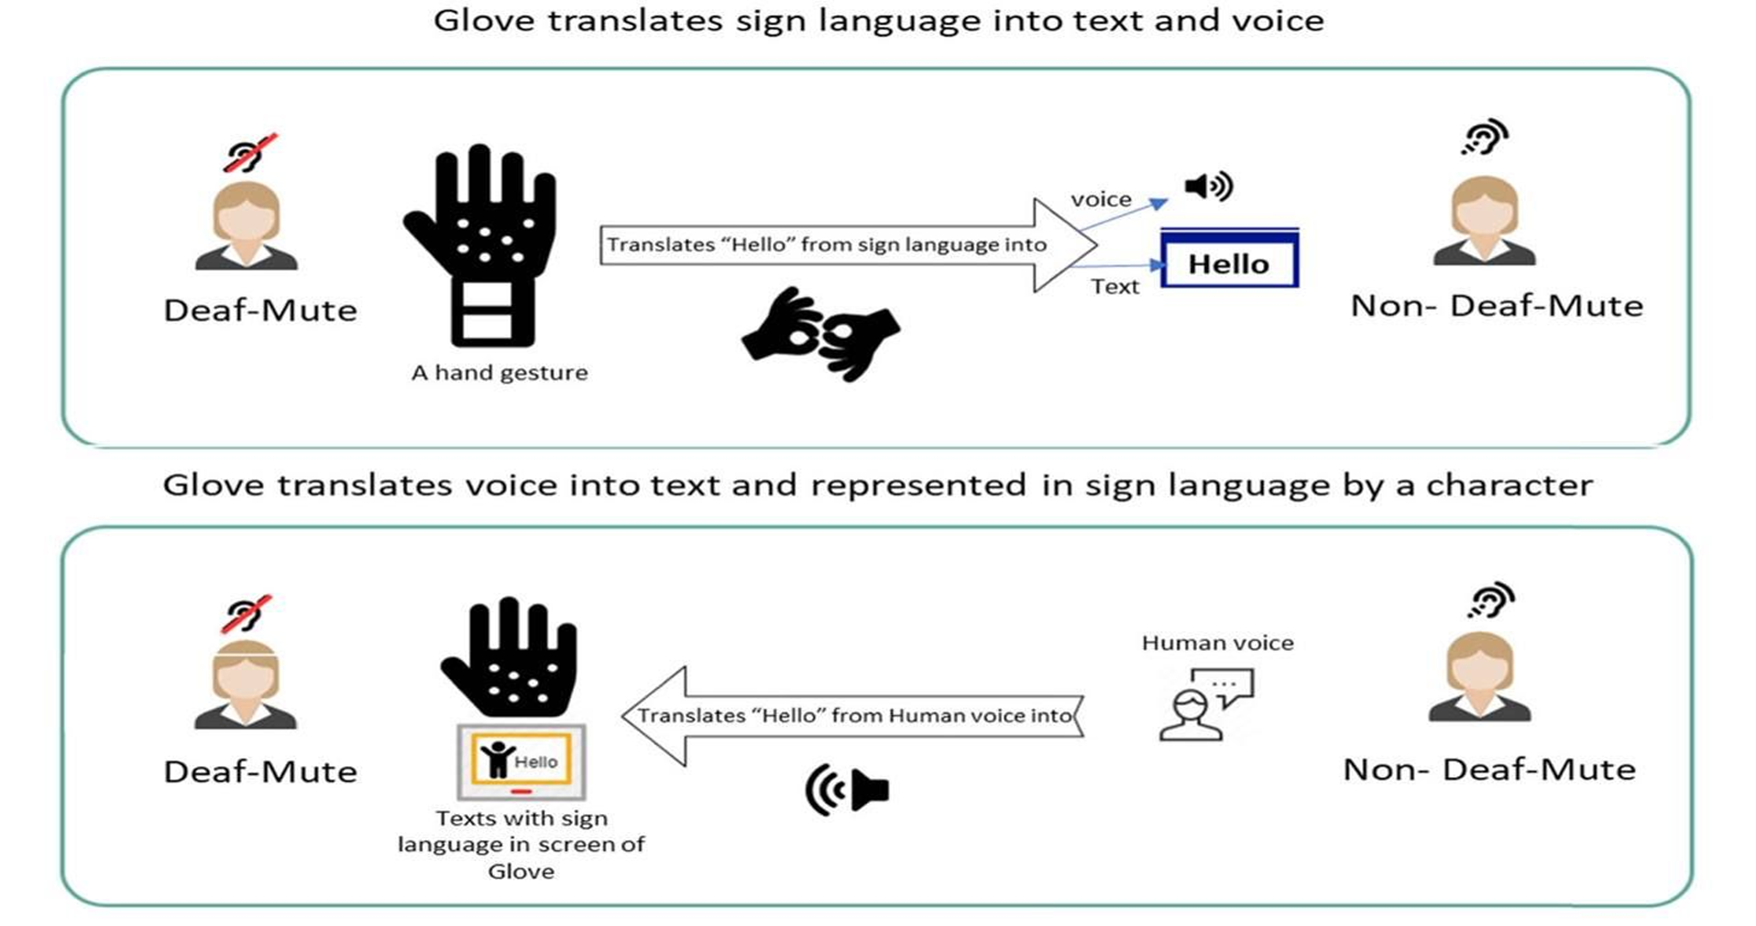 Glove translates sign language into text and voice
voice
Translates “Hello” from sign language into
Hello
Text
Deaf-Mute
Non- Deaf-Mute
A hand gesture
Glove translates voice into text and represented in sign language by a character
Human voice
...
Translates “Hello” from Human voice into
Hello
Deaf-Mute
Non- Deaf-Mute
Texts with sign
language in screen of
Glove